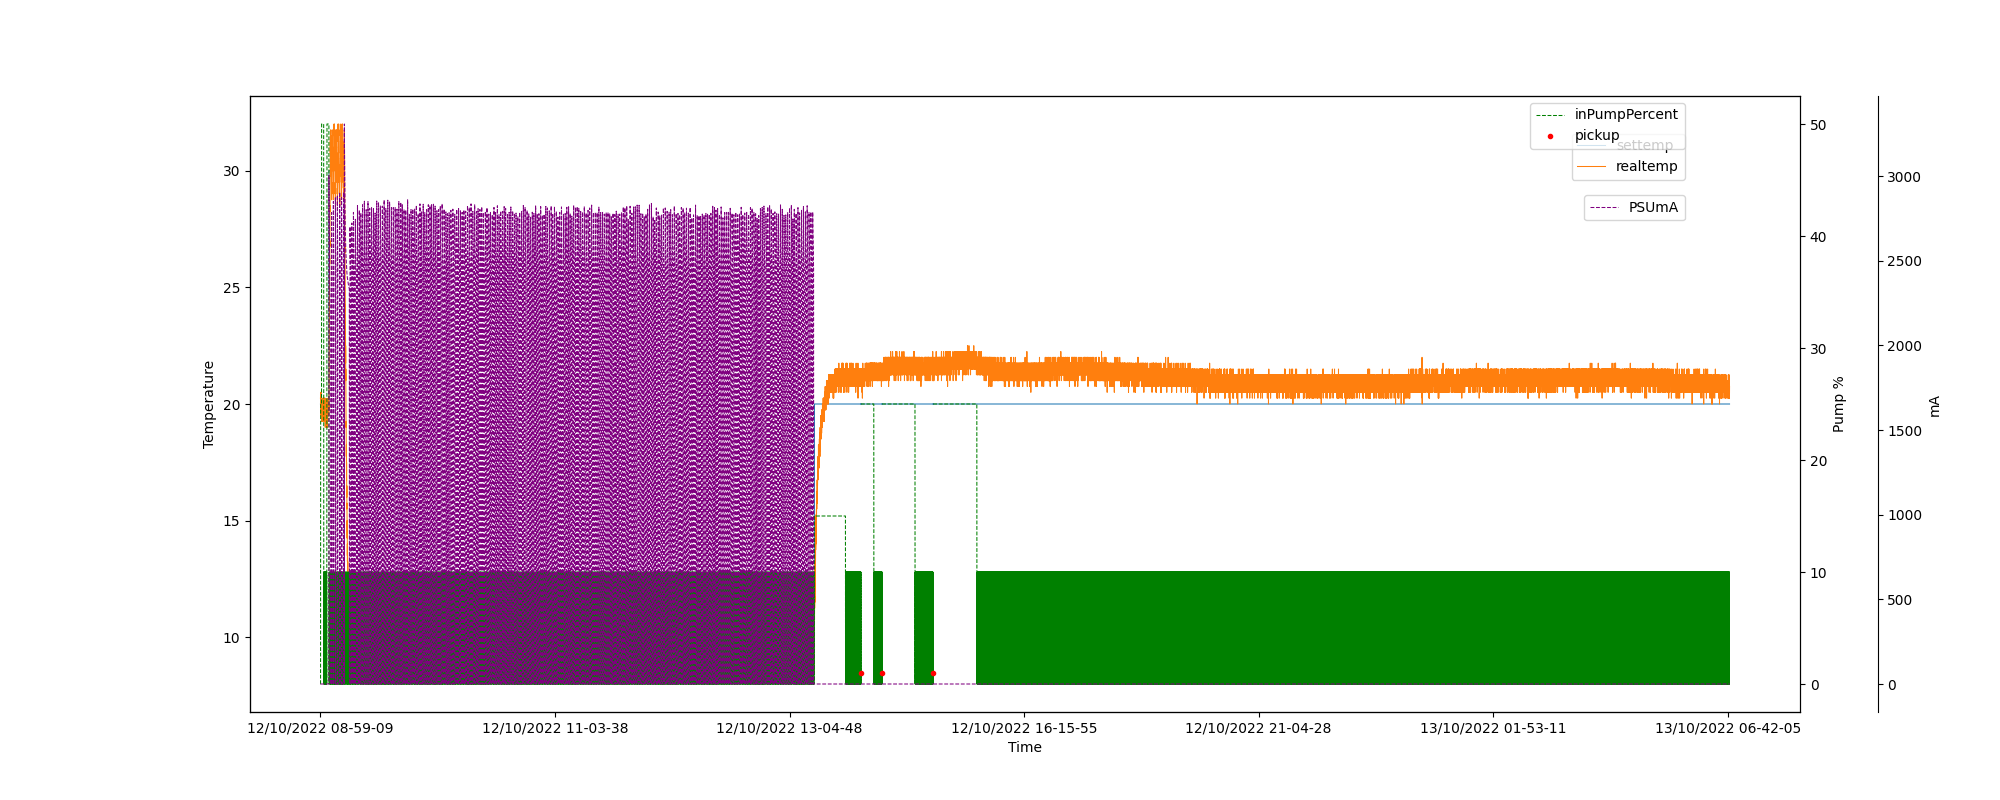 inPumpPercent
pickup
settemp
realtemp
PSUmA
30
25
20
15
10
Temperature
50
40
30
20
10
0
Pump %
3000
2500
2000
1500
1000
500
0
mA
12/10/2022 08-59-09
12/10/2022 11-03-38
12/10/2022 13-04-48
12/10/2022 16-15-55
12/10/2022 21-04-28
13/10/2022 01-53-11
13/10/2022 06-42-05
Time